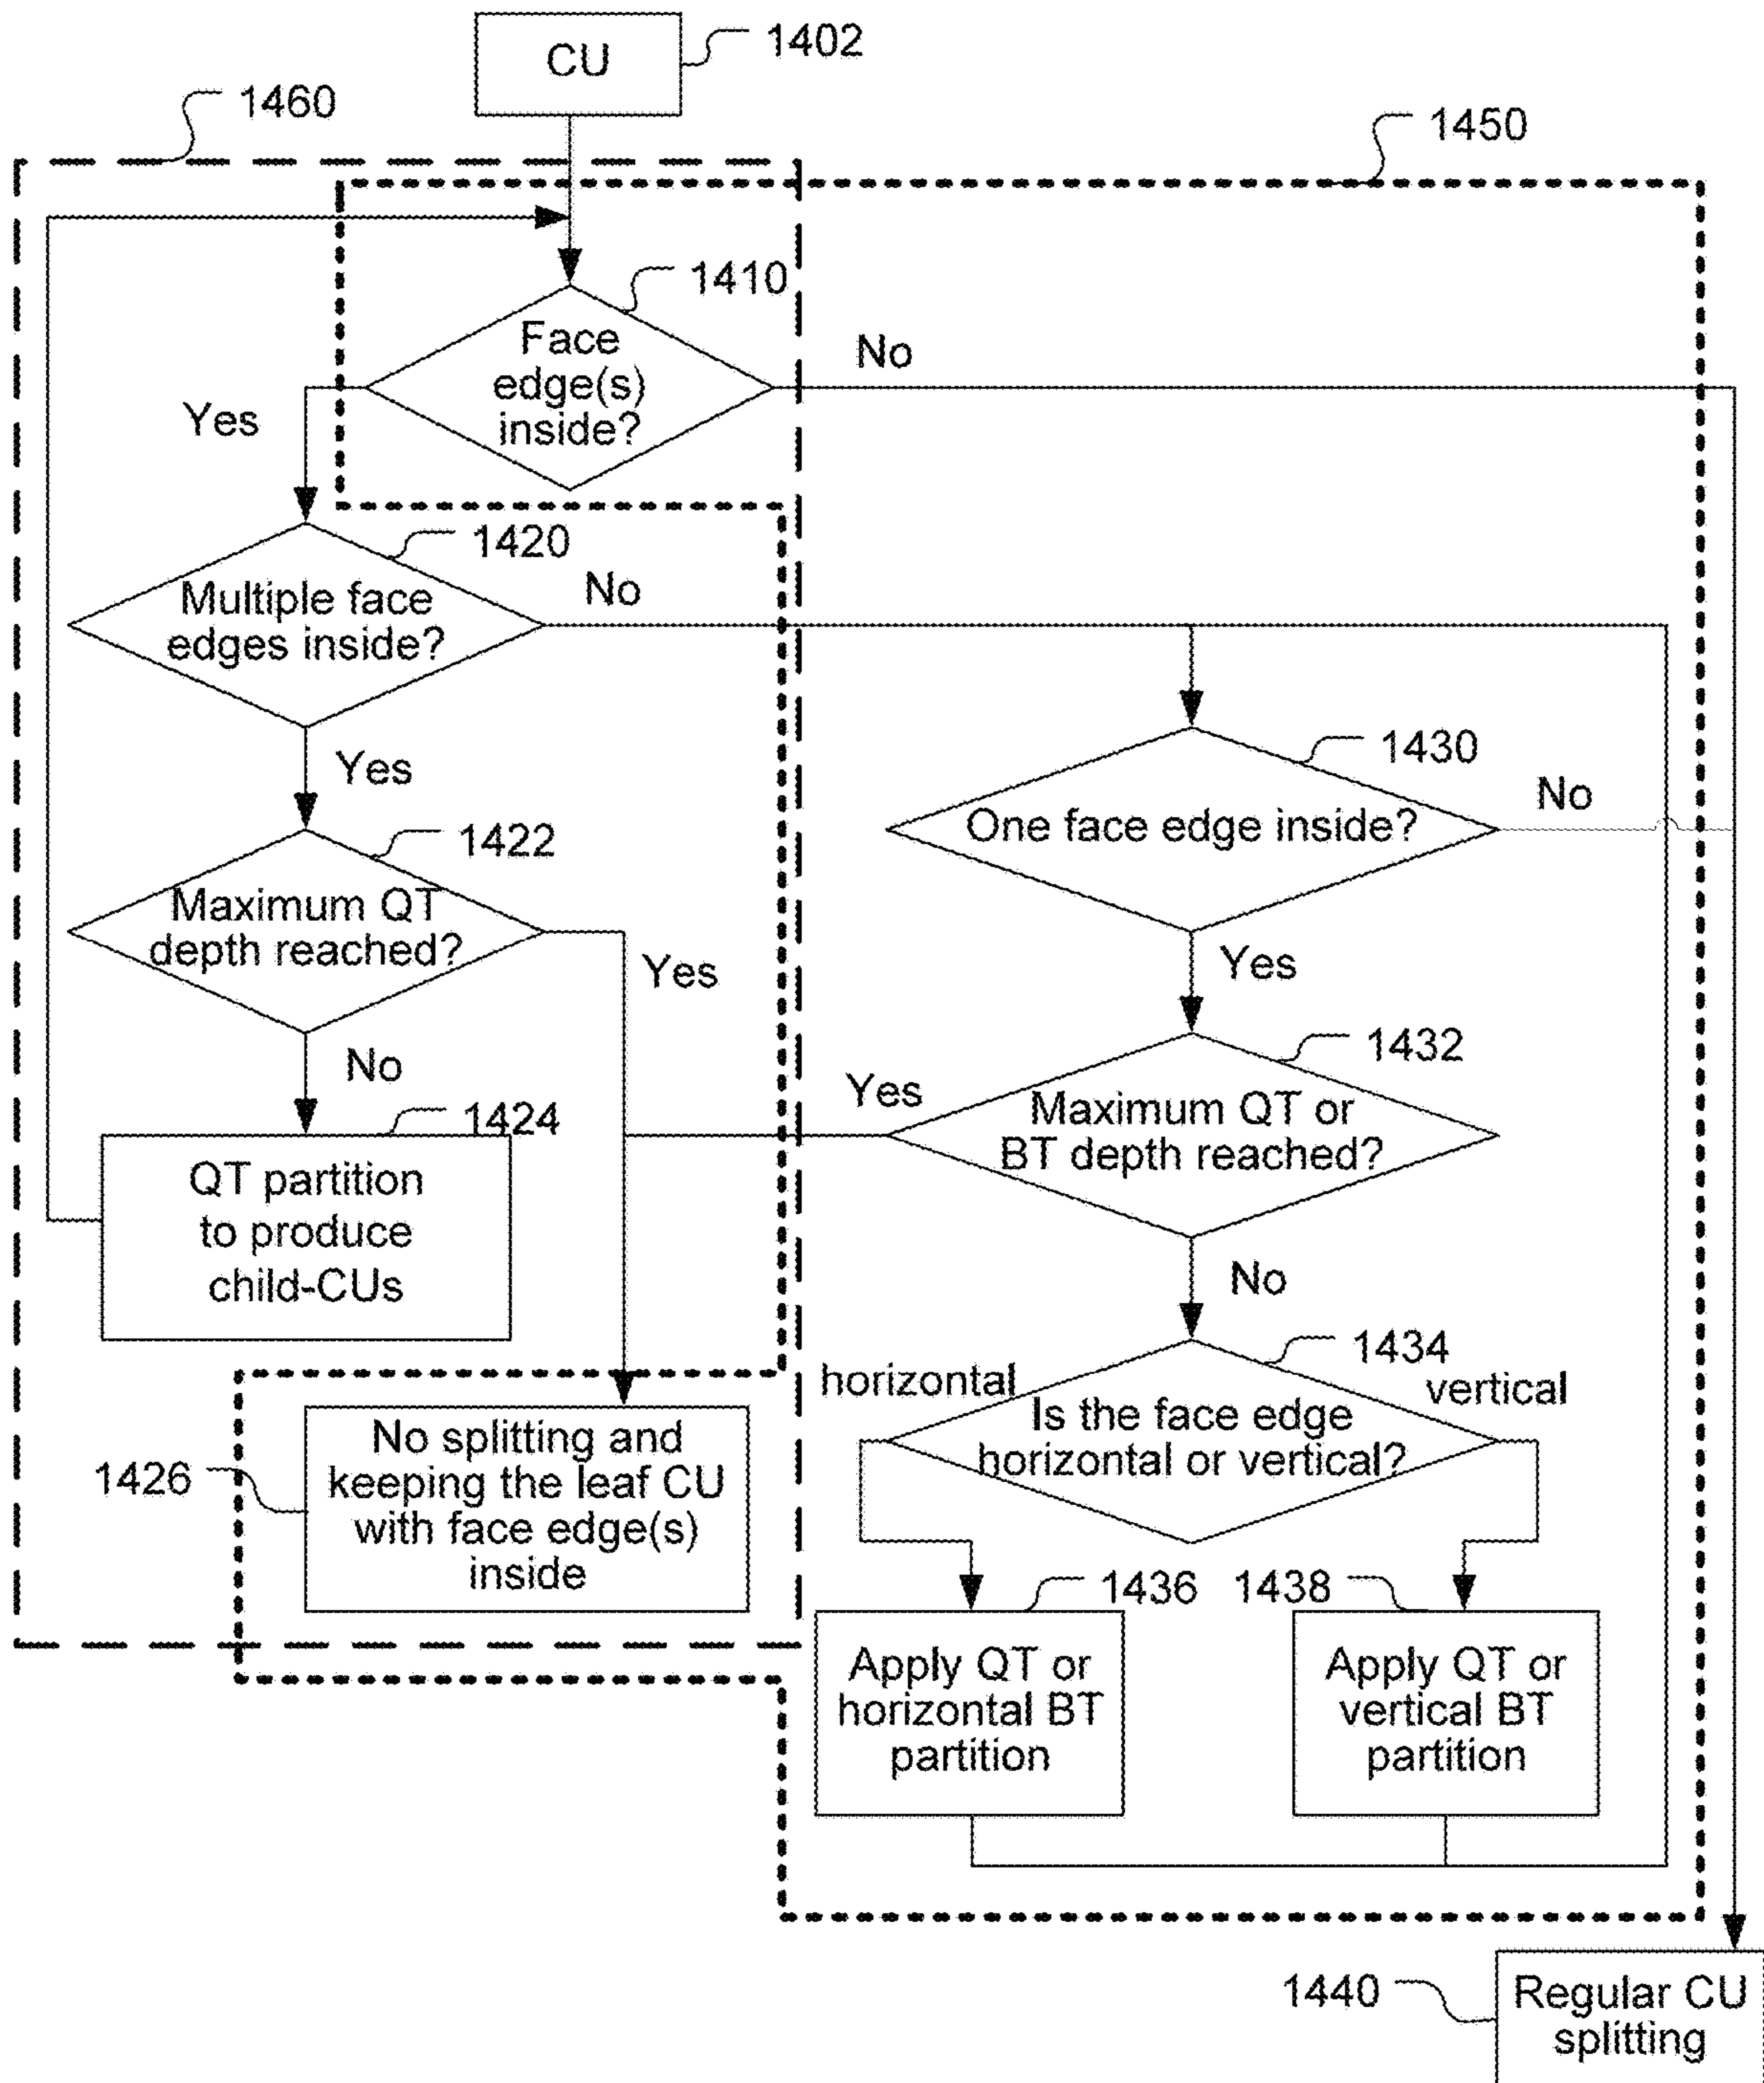 CU
1402
1460
1450
1410
Face
edge(s)
inside?
No
Yes
1420
Multiple face
edges inside?
No
Yes
1430
One face edge inside?
No
1422
Maximum QT
depth reached?
Yes
Yes
No
1432
Maximum QT or
BT depth reached?
Yes
1424
QT partition
to produce
child-CUs
No
1434
horizontal
vertical
Is the face edge
horizontal or vertical?
1426
No splitting and
keeping the leaf CU
with face edge(s)
inside
1436
1438
Apply QT or
horizontal BT
partition
Apply QT or
vertical BT
partition
1440
Regular CU
splitting